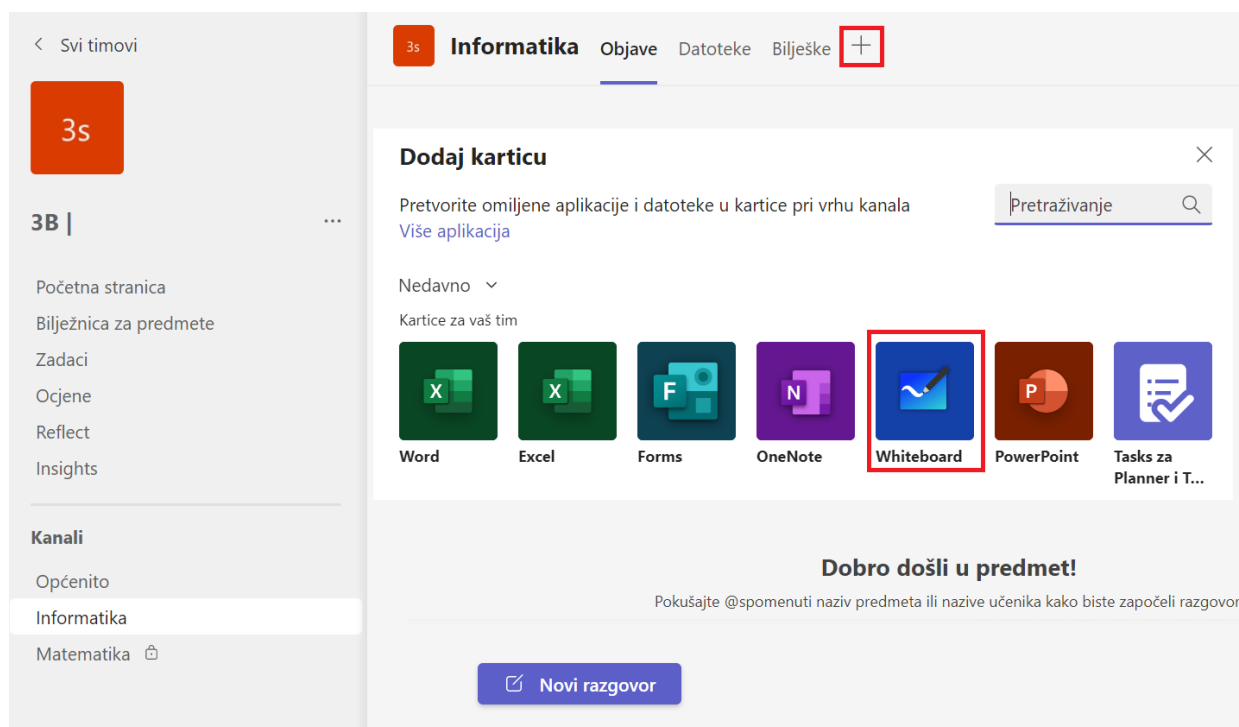 Svi timovi
3s
3B |
...
Početna stranica
Bilježnica za predmete
Zadaci
Ocjene
Reflect
Insights
Kanali
Općenito
Informatika
Matematika
3s Informatika Objave Datoteke Bilješke +
Dodaj karticu
Pretvorite omiljene aplikacije i datoteke u kartice pri vrhu kanala
Više aplikacija
Pretraživanje
Nedavno
Kartice za vaš tim
X X F N P
Word Excel Forms OneNote Whiteboard PowerPoint Tasks za
Planner i T...
Dobro došli u predmet!
Pokušajte @spomenuti naziv predmeta ili nazive učenika kako biste započeli razgovor
Novi razgovor